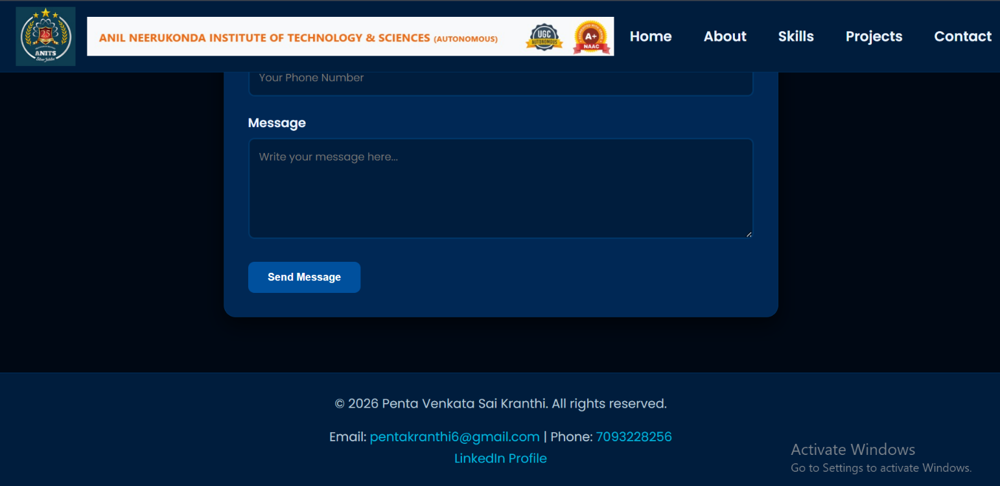 25
ANITS
Silver Jubilee
ANIL NEERUKONDA INSTITUTE OF TECHNOLOGY & SCIENCES (AUTONOMOUS)
UGC
AUTONOMOUS
A+
NAAC
Home
About
Skills
Projects
Contact
Your Phone Number
Message
Write your message here...
Send Message
© 2026 Penta Venkata Sai Kranthi. All rights reserved.
Email: pentakranthi6@gmail.com | Phone: 7093228256
LinkedIn Profile
Activate Windows
Go to Settings to activate Windows.